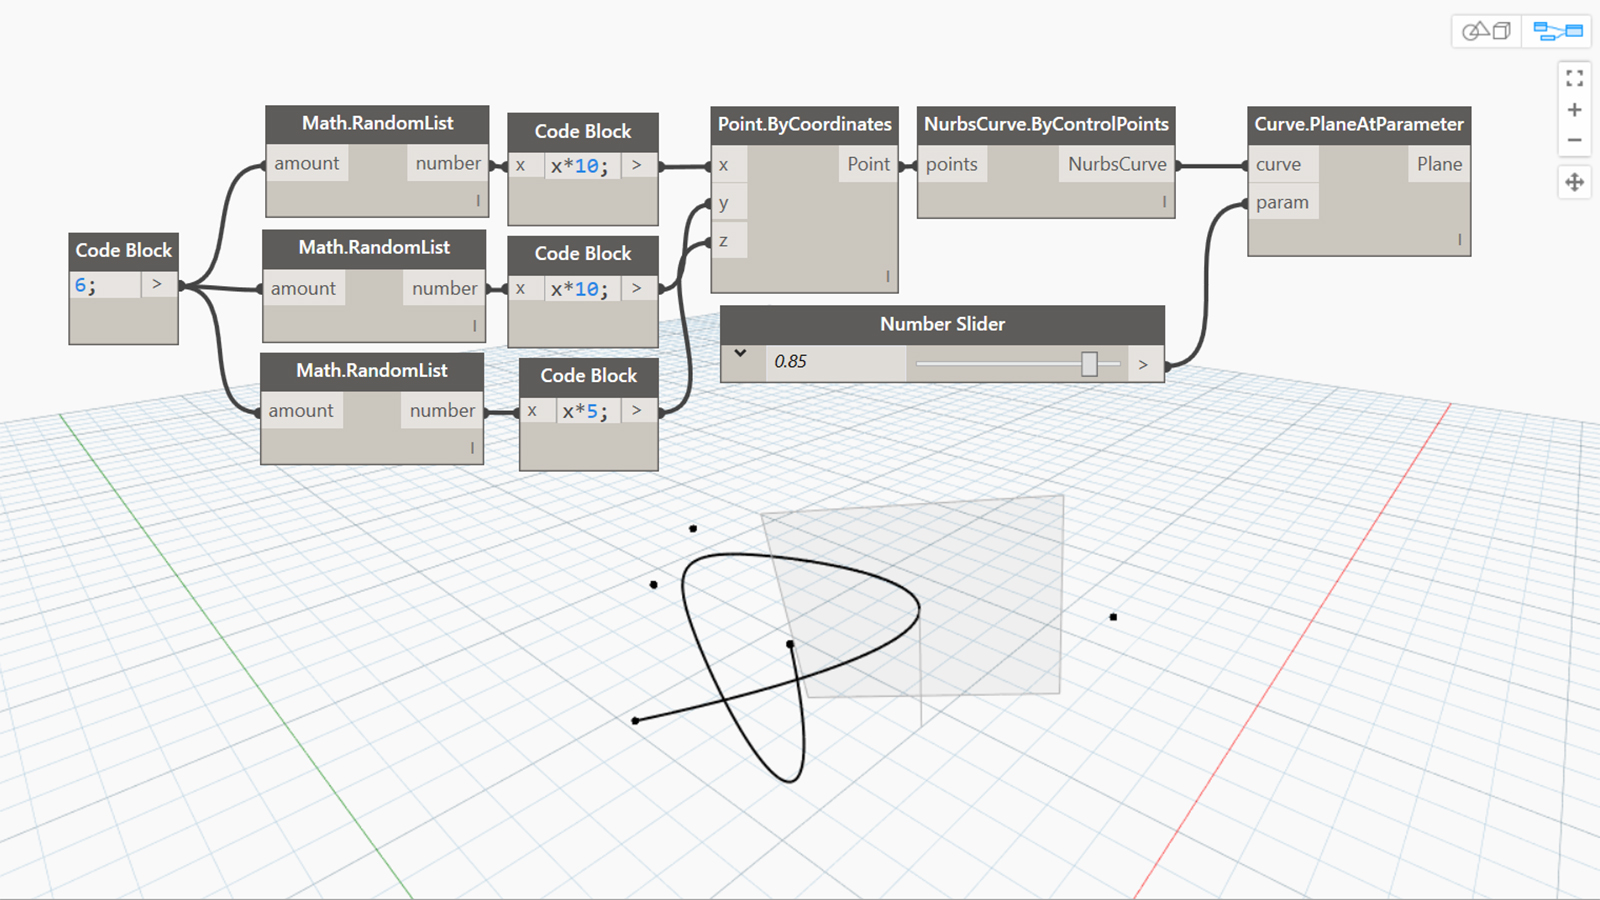 Math.RandomList
amount number
Code Block
x x*10; >
Point.ByCoordinates
x Point
y
z
NurbsCurve.ByControlPoints
points NurbsCurve
Curve.PlaneAtParameter
curve Plane
param
Code Block
6; >
Math.RandomList
amount number
Code Block
x x*10; >
Number Slider
0.85 >
Math.RandomList
amount number
Code Block
x x*5; >